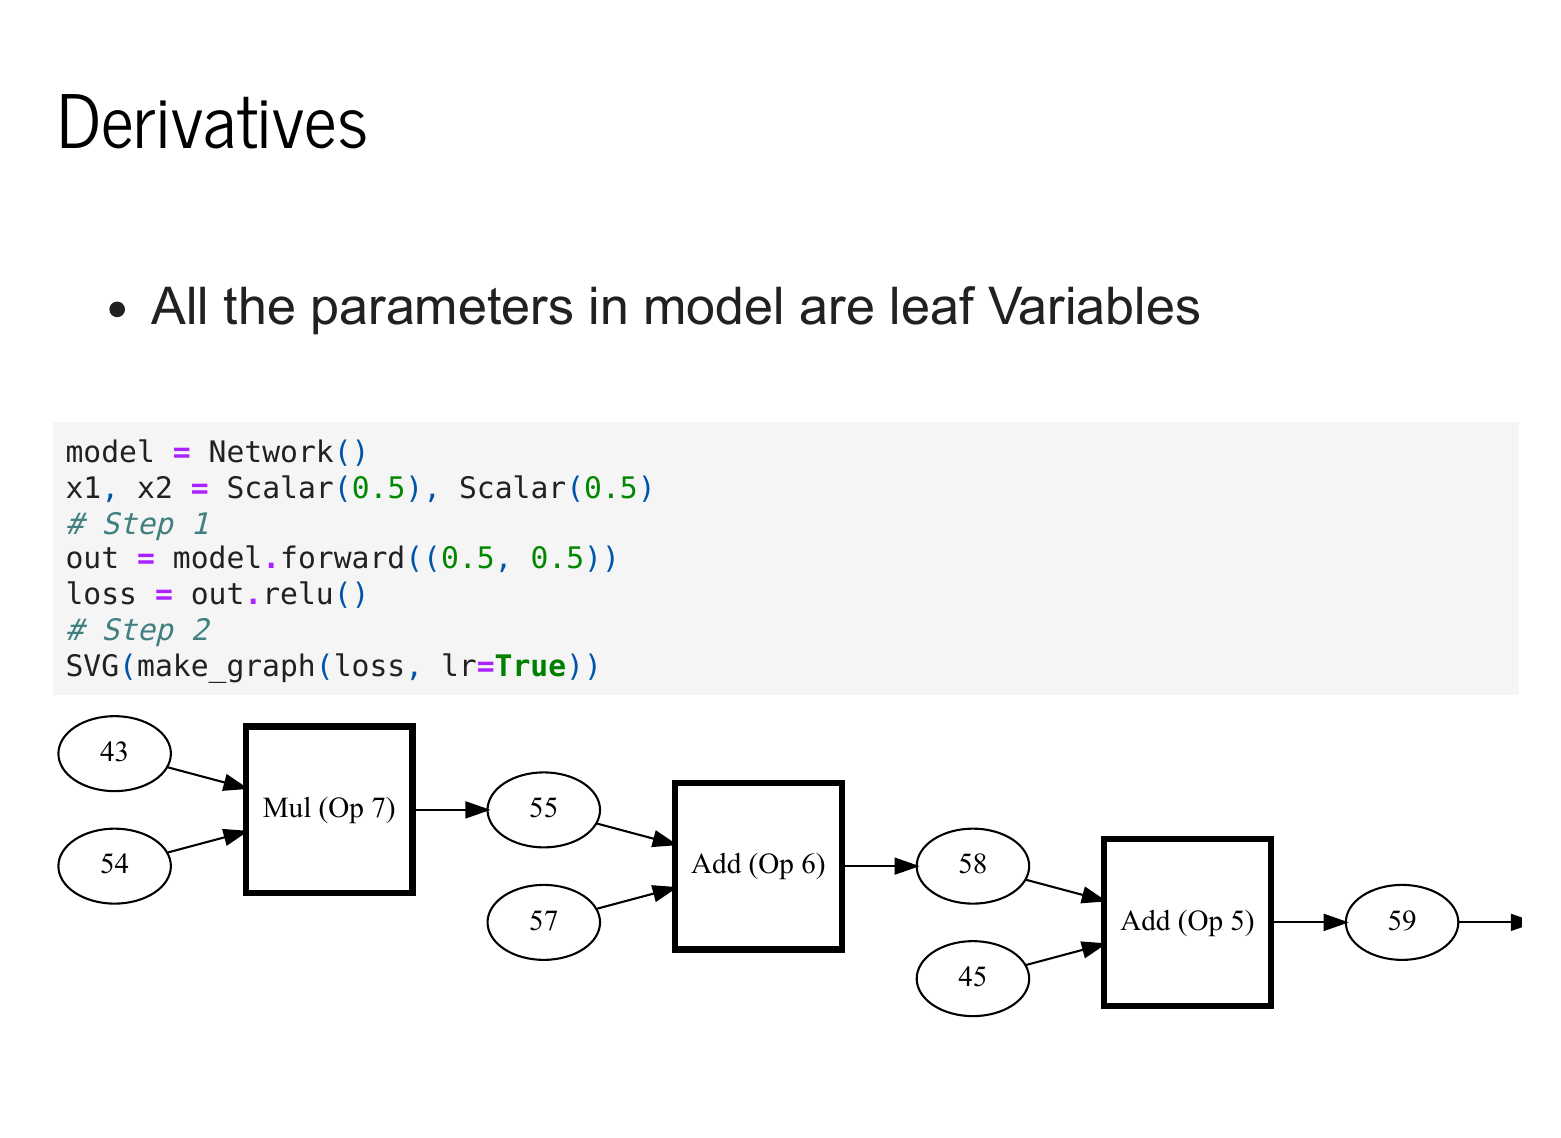 Derivatives
• All the parameters in model are leaf Variables
model = Network()
x1, x2 = Scalar(0.5), Scalar(0.5)
# Step 1
out = model.forward((0.5, 0.5))
loss = out.relu()
# Step 2
SVG(make_graph(loss, lr=True))
43
54
Mul (Op 7)
55
57
Add (Op 6)
58
45
Add (Op 5)
59